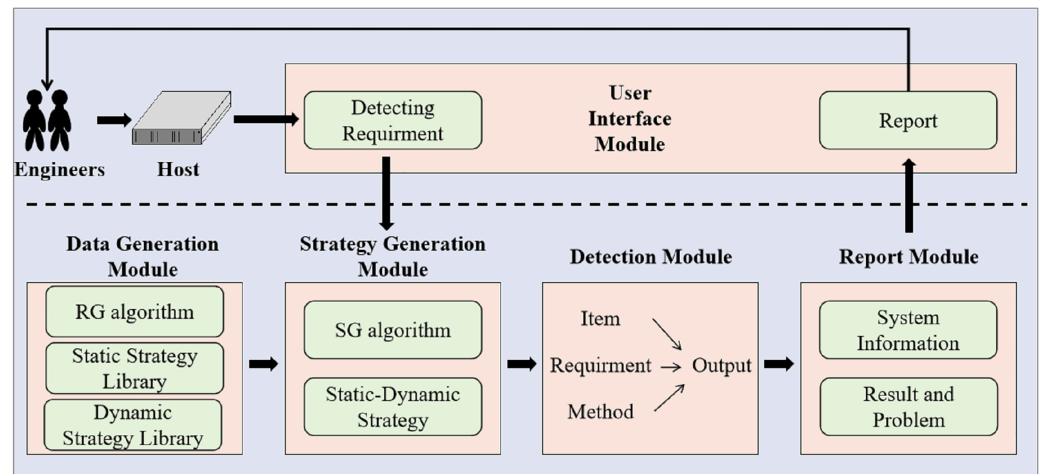 Engineers
Host
Detecting
Requirment
User
Interface
Module
Report
Data Generation
Module
RG algorithm
Static Strategy
Library
Dynamic
Strategy Library
Strategy Generation
Module
SG algorithm
Static-Dynamic
Strategy
Detection Module
Item
Requirment
Method
Output
Report Module
System
Information
Result and
Problem